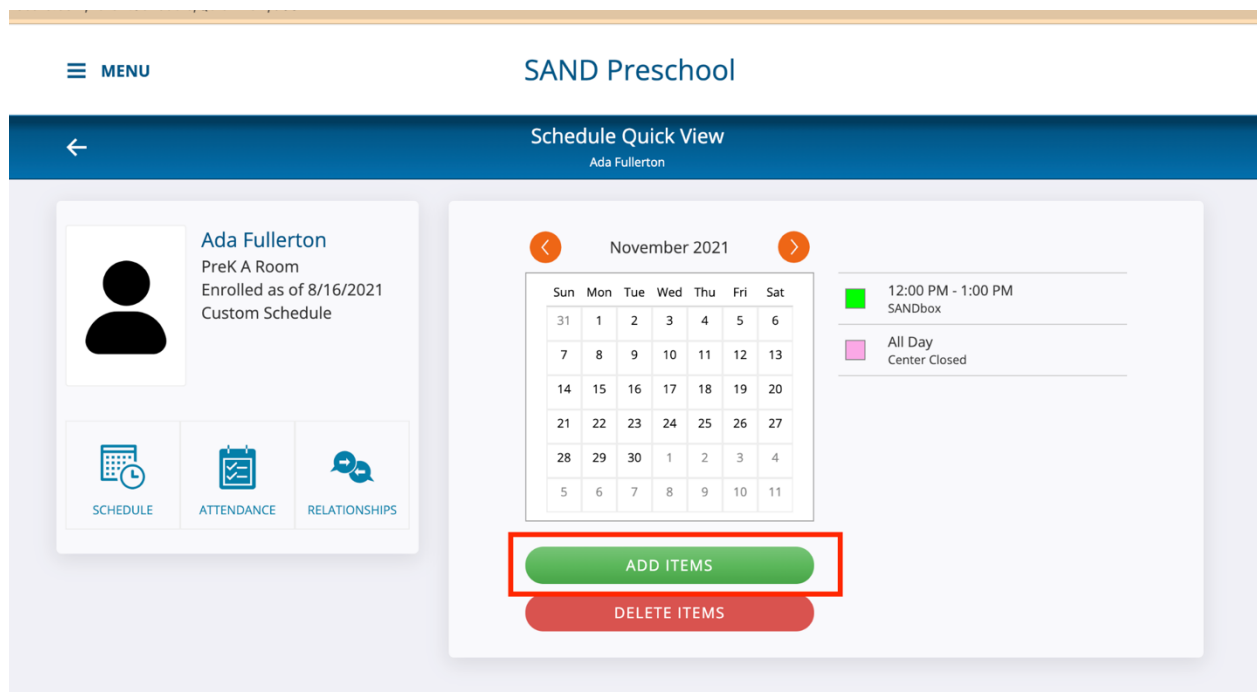 MENU
SAND Preschool
Schedule Quick View
Ada Fullerton
Ada Fullerton
PreK A Room
Enrolled as of 8/16/2021
Custom Schedule
SCHEDULE ATTENDANCE RELATIONSHIPS
November 2021
Sun Mon Tue Wed Thu Fri Sat
31 1 2 3 4 5 6
7 8 9 10 11 12 13
14 15 16 17 18 19 20
21 22 23 24 25 26 27
28 29 30 1 2 3 4
5 6 7 8 9 10 11
ADD ITEMS
DELETE ITEMS
12:00 PM - 1:00 PM
SANDbox
All Day
Center Closed